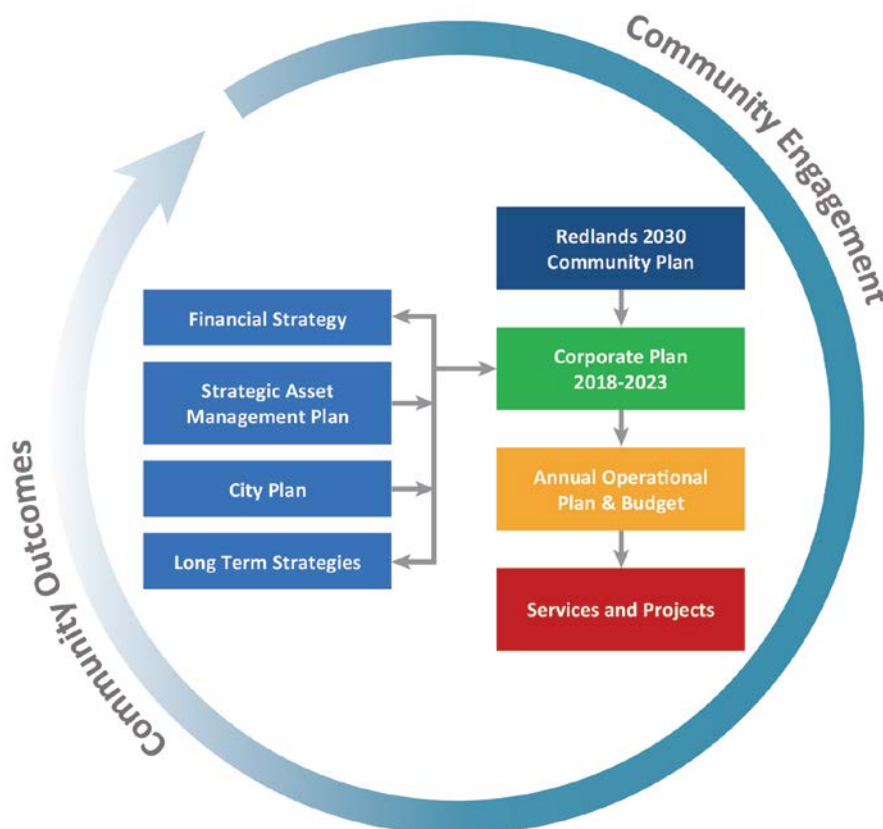 Community Engagement
Redlands 2030
Community Plan
Financial Strategy
Corporate Plan
2018-2023
Strategic Asset
Management Plan
City Plan
Annual Operational
Plan & Budget
Long Term Strategies
Services and Projects
Community Outcomes